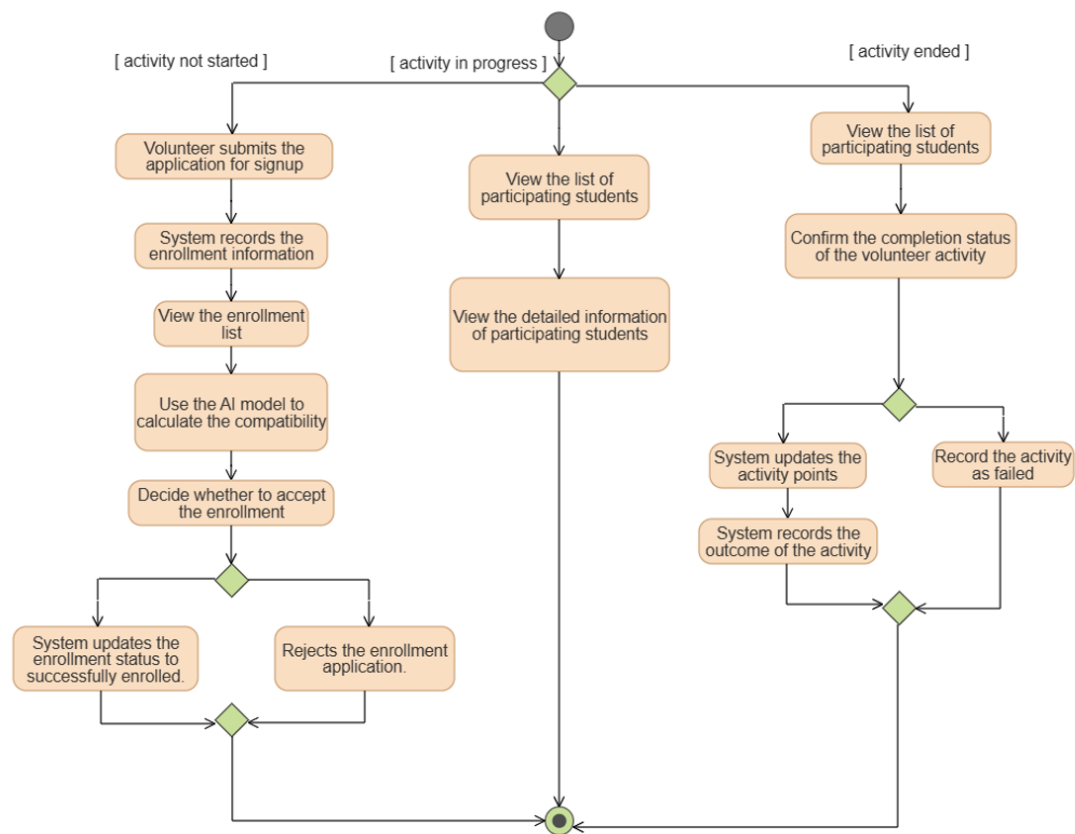 [ activity not started ]
[ activity in progress ]
[ activity ended ]
Volunteer submits the
application for signup
System records the
enrollment information
View the enrollment
list
Use the AI model to
calculate the compatibility
Decide whether to accept
the enrollment
System updates the
enrollment status to
successfully enrolled.
Rejects the enrollment
application.
View the list of
participating students
View the detailed information
of participating students
View the list of
participating students
Confirm the completion status
of the volunteer activity
System updates the
activity points
System records the
outcome of the activity
Record the activity
as failed